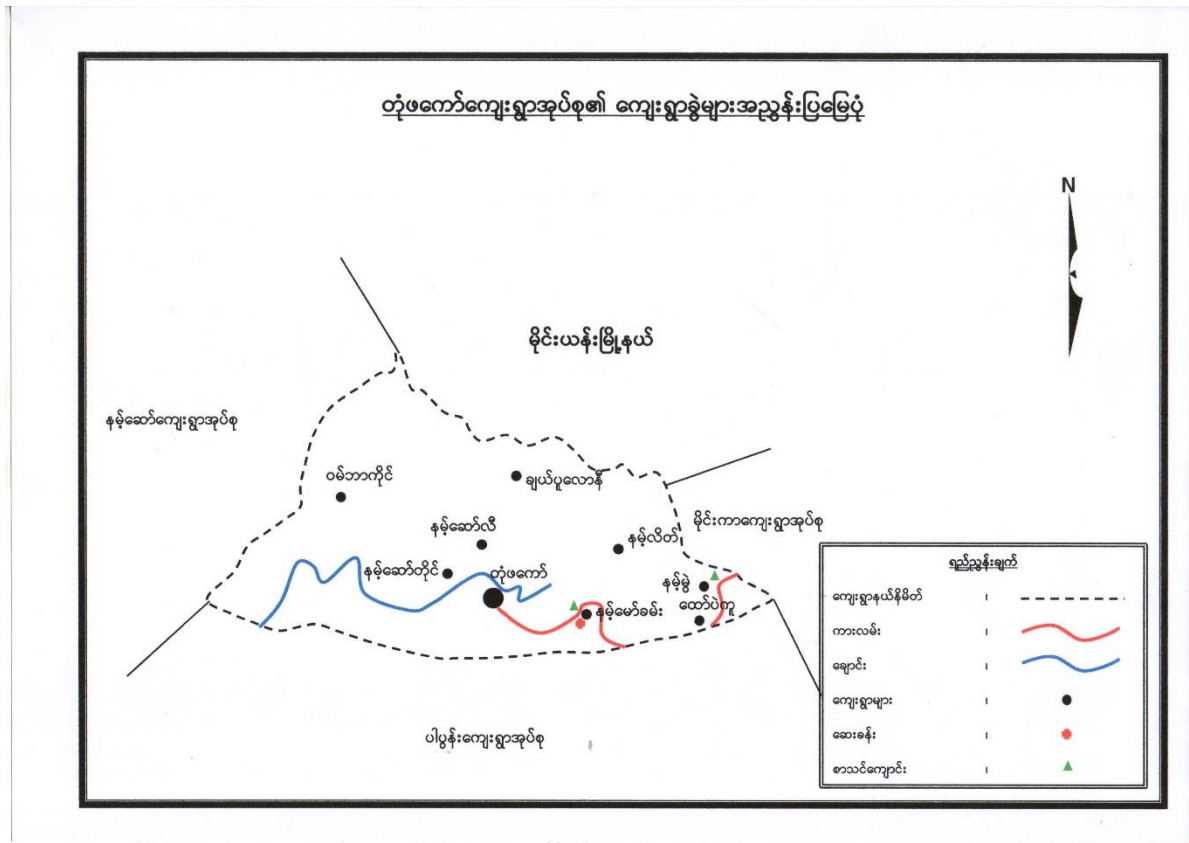 တုံဖကော်ကျေးရွာအုပ်စု၏ ကျေးရွာခွဲများအညွှန်းပြမြေပုံ
N
မိုင်းယန်းမြို့နယ်
နမ့်ဆော်ကျေးရွာအုပ်စု
ဝမ်ဘာကိုင်
ချယ်ပူလောနီ
မိုင်းကာကျေးရွာအုပ်စု
နမ့်ဆော်လီ
နမ့်လိတ်
နမ့်ဆော်တိုင်
တုံဖကော်
နမ့်မွဲ
နမ့်မော်ခမ်း
ထော်ပဲကူ
ပါပွန်းကျေးရွာအုပ်စု
ရည်ညွှန်းချက်
ကျေးရွာနယ်နိမိတ် ၊
ကားလမ်း ၊
ချောင်း ၊
ကျေးရွာများ ၊
ဆေးခန်း ၊
စာသင်ကျောင်း ၊